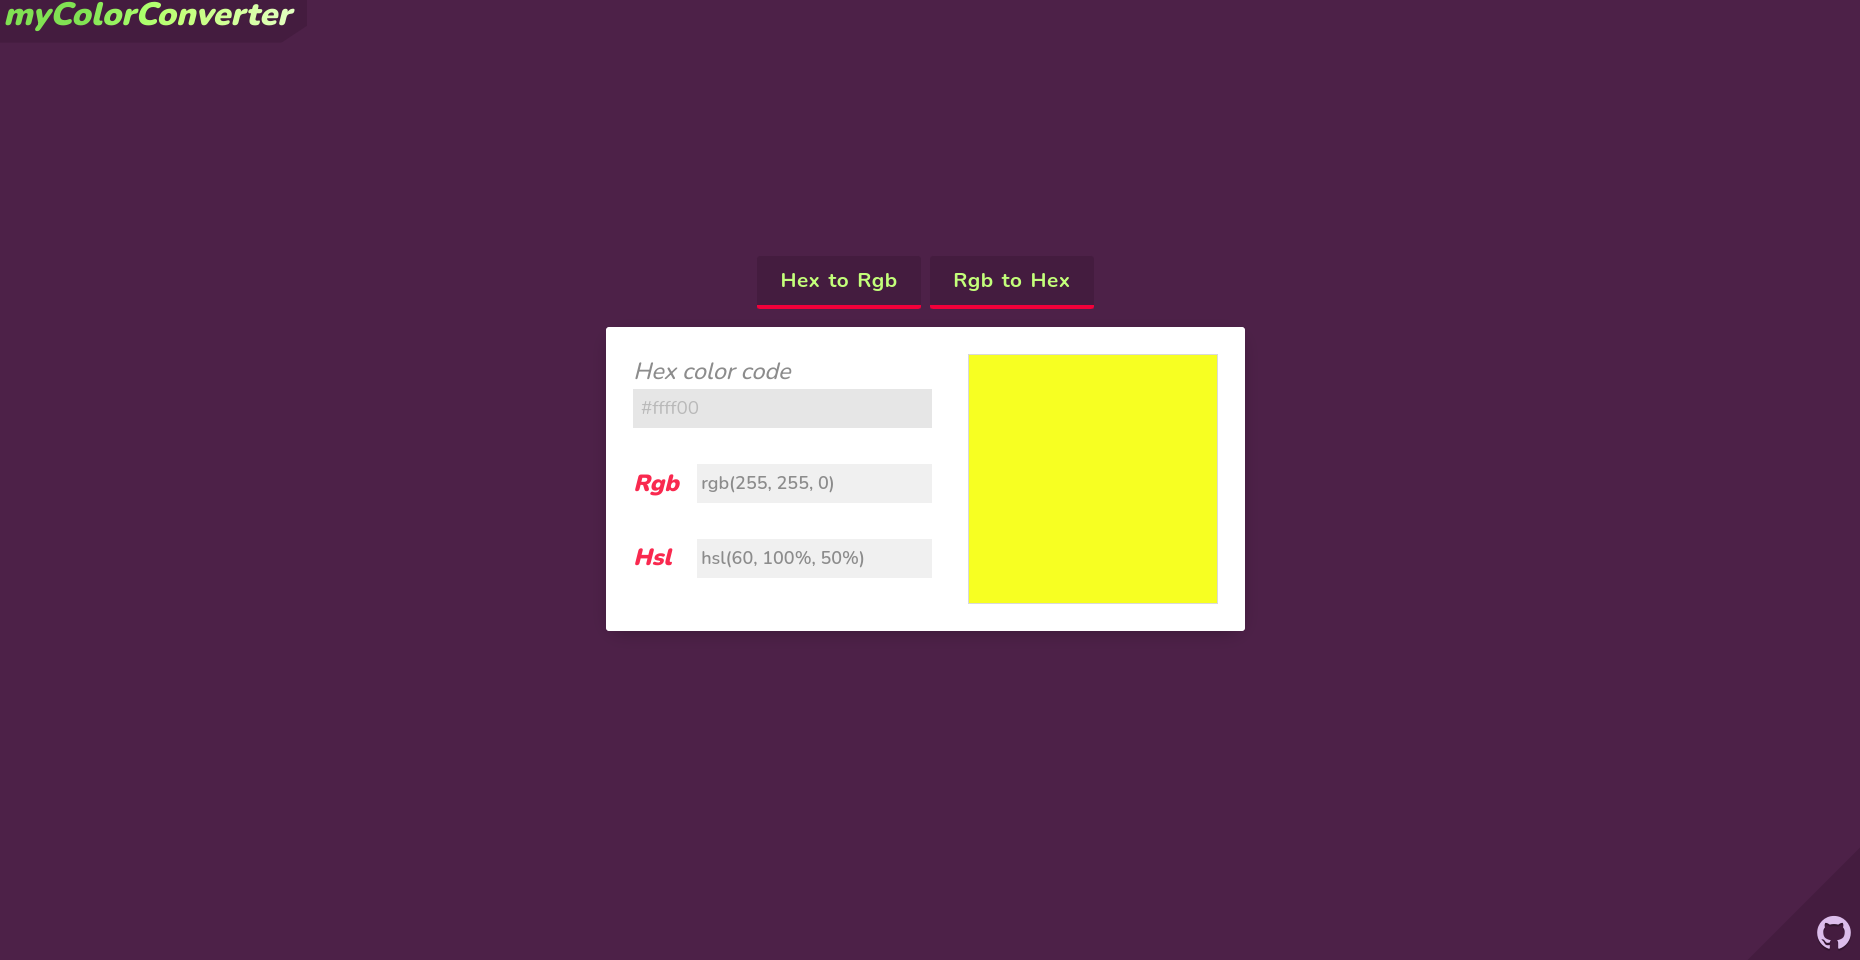 myColorConverter
Hex to Rgb
Rgb to Hex
Hex color code
#ffff00
Rgb
rgb(255, 255, 0)
Hsl
hsl(60, 100%, 50%)